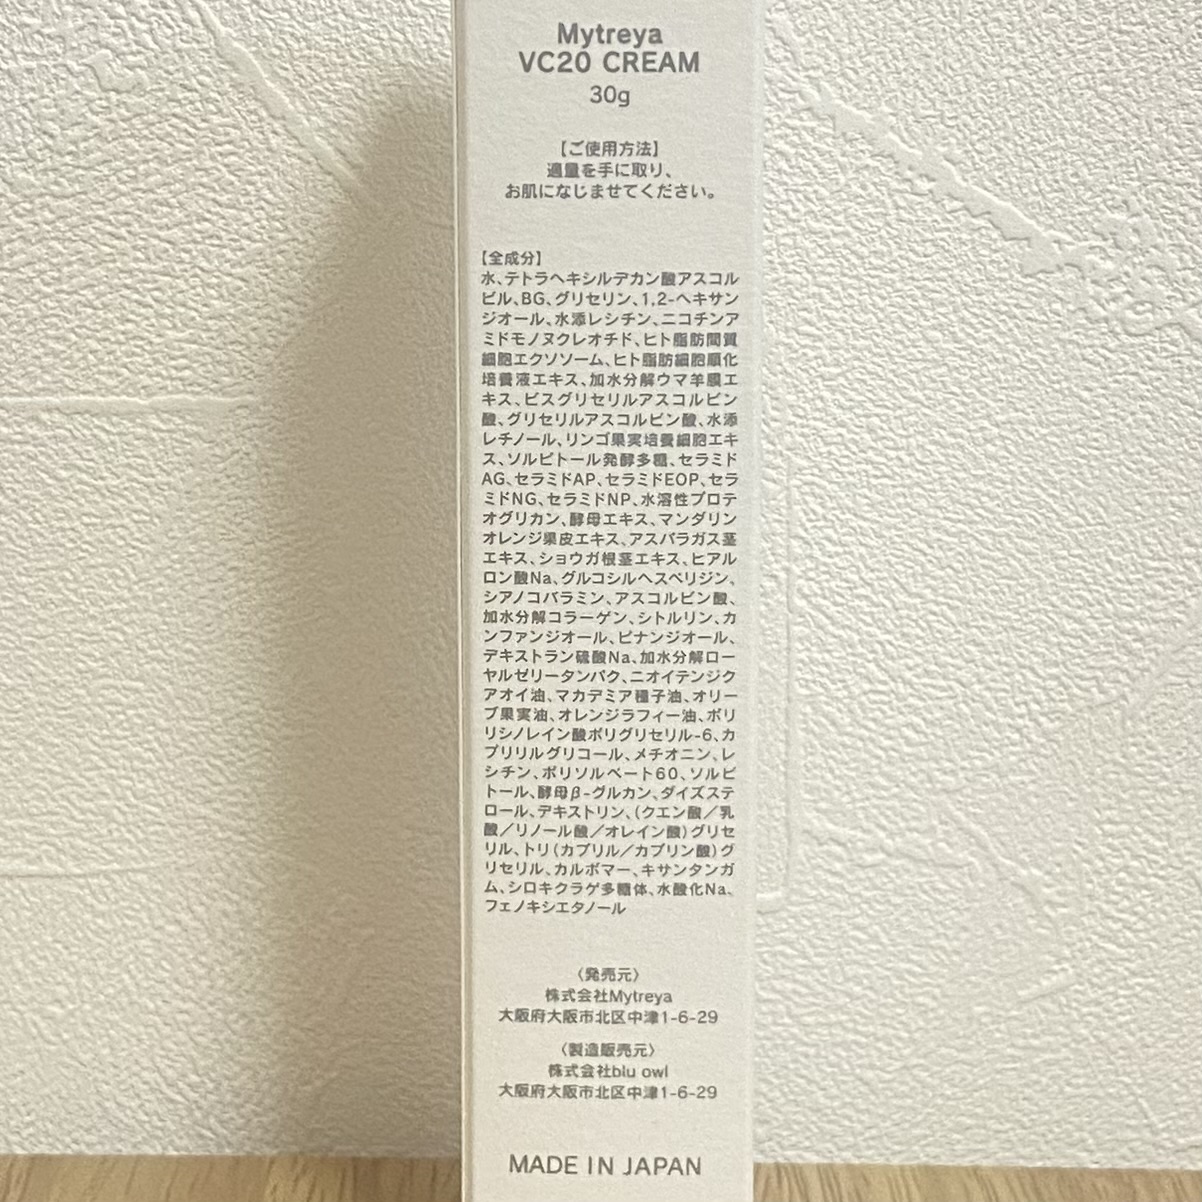 Mytreya
VC20 CREAM
30g
【ご使用方法】
適量を手に取り、
お肌になじませてください。
【全成分】
水、テトラヘキシルデカン酸アスコル
ビル、BG、グリセリン、1,2-ヘキサン
ジオール、水添レシチン、ニコチンア
ミドモノヌクレオチド、ヒト脂肪間質
細胞エクソソーム、ヒト脂肪細胞順化
培養液エキス、加水分解ウマ羊膜エ
キス、ビスグリセリルアスコルビン
酸、グリセリルアスコルビン酸、水添
レチノール、リンゴ果実培養細胞エキ
ス、ソルビトール発酵多糖、セラミド
AG、セラミドAP、セラミドEOP、セラ
ミドNG、セラミドNP、水溶性プロテ
オグリカン、酵母エキス、マンダリン
オレンジ果皮エキス、アスパラガス茎
エキス、ショウガ根茎エキス、ヒアル
ロン酸Na、グルコシルヘスペリジン、
シアノコバラミン、アスコルビン酸、
加水分解コラーゲン、シトルリン、カ
ンファンジオール、ピナンジオール、
デキストラン硫酸Na、加水分解ロー
ヤルゼリータンパク、ニオイテンジク
アオイ油、マカデミア種子油、オリー
ブ果実油、オレンジラフィー油、ポリ
リシノレイン酸ポリグリセリル-6、カ
プリリルグリコール、メチオニン、レ
シチン、ポリソルベート60、ソルビ
トール、酵母β-グルカン、ダイズステ
ロール、デキストリン、(クエン酸／乳
酸／リノール酸／オレイン酸)グリセ
リル、トリ(カプリル／カプリン酸)グ
リセリル、カルボマー、キサンタンガ
ム、シロキクラゲ多糖体、水酸化Na、
フェノキシエタノール
〈発売元〉
株式会社Mytreya
大阪府大阪市北区中津1-6-29
〈製造販売元〉
株式会社blu owl
大阪府大阪市北区中津1-6-29
MADE IN JAPAN